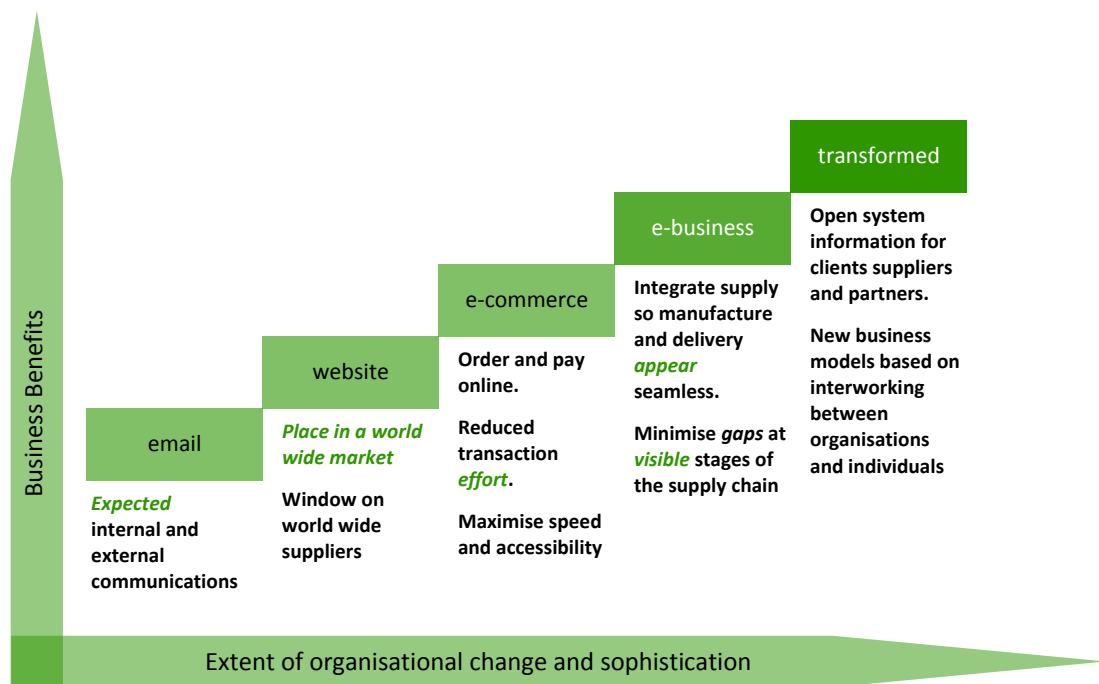 Business Benefits
email
Expected
internal and
external
communications
website
Place in a world
wide market
Window on
world wide
suppliers
e-commerce
Order and pay
online.
Reduced
transaction
effort.
Maximise speed
and accessibility
e-business
Integrate supply
so manufacture
and delivery
appear
seamless.
Minimise gaps at
visible stages of
the supply chain
transformed
Open system
information for
clients suppliers
and partners.
New business
models based on
interworking
between
organisations
and individuals
Extent of organisational change and sophistication